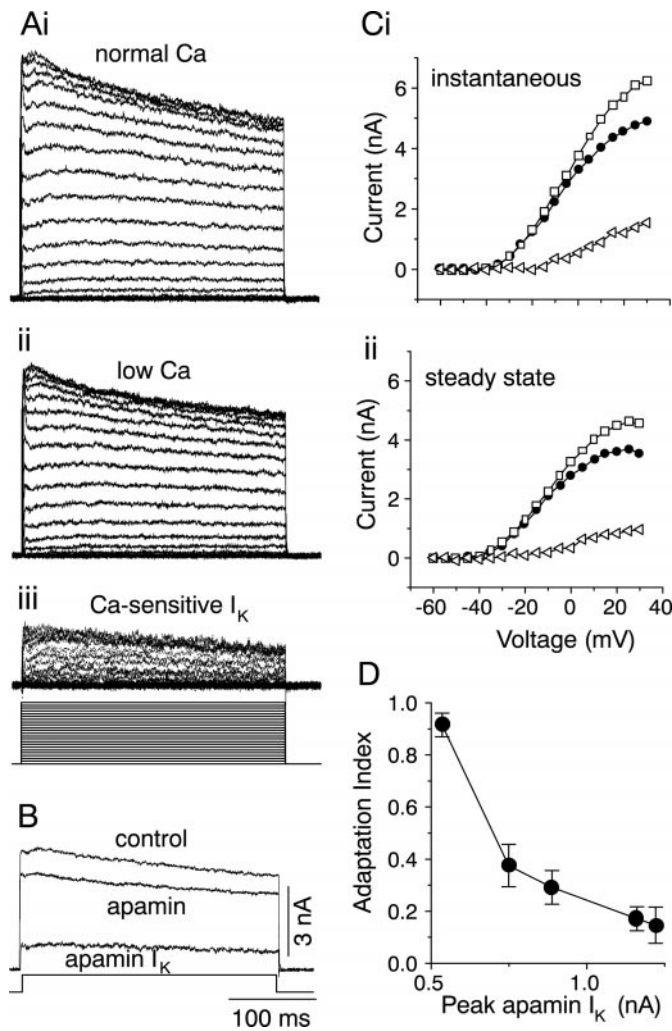 Ai
normal Ca
ii
low Ca
iii
Ca-sensitive I_K
B
control
apamin
apamin I_K
3 nA
100 ms
Ci
instantaneous
Current (nA)
6
4
2
0
ii
steady state
Current (nA)
6
4
2
0
-60 -40 -20 0 20 40
Voltage (mV)
D
Adaptation Index
1.0
0.8
0.6
0.4
0.2
0.0
0.5 1.0
Peak apamin I_K (nA)